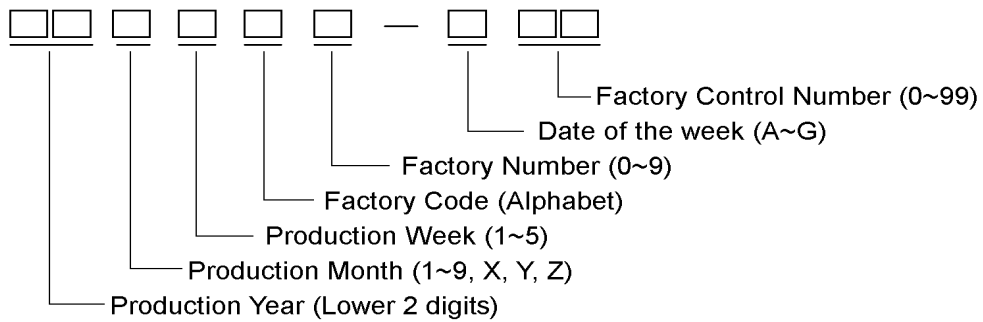 Factory Control Number (0~99)
Date of the week (A~G)
Factory Number (0~9)
Factory Code (Alphabet)
Production Week (1~5)
Production Month (1~9, X, Y, Z)
Production Year (Lower 2 digits)